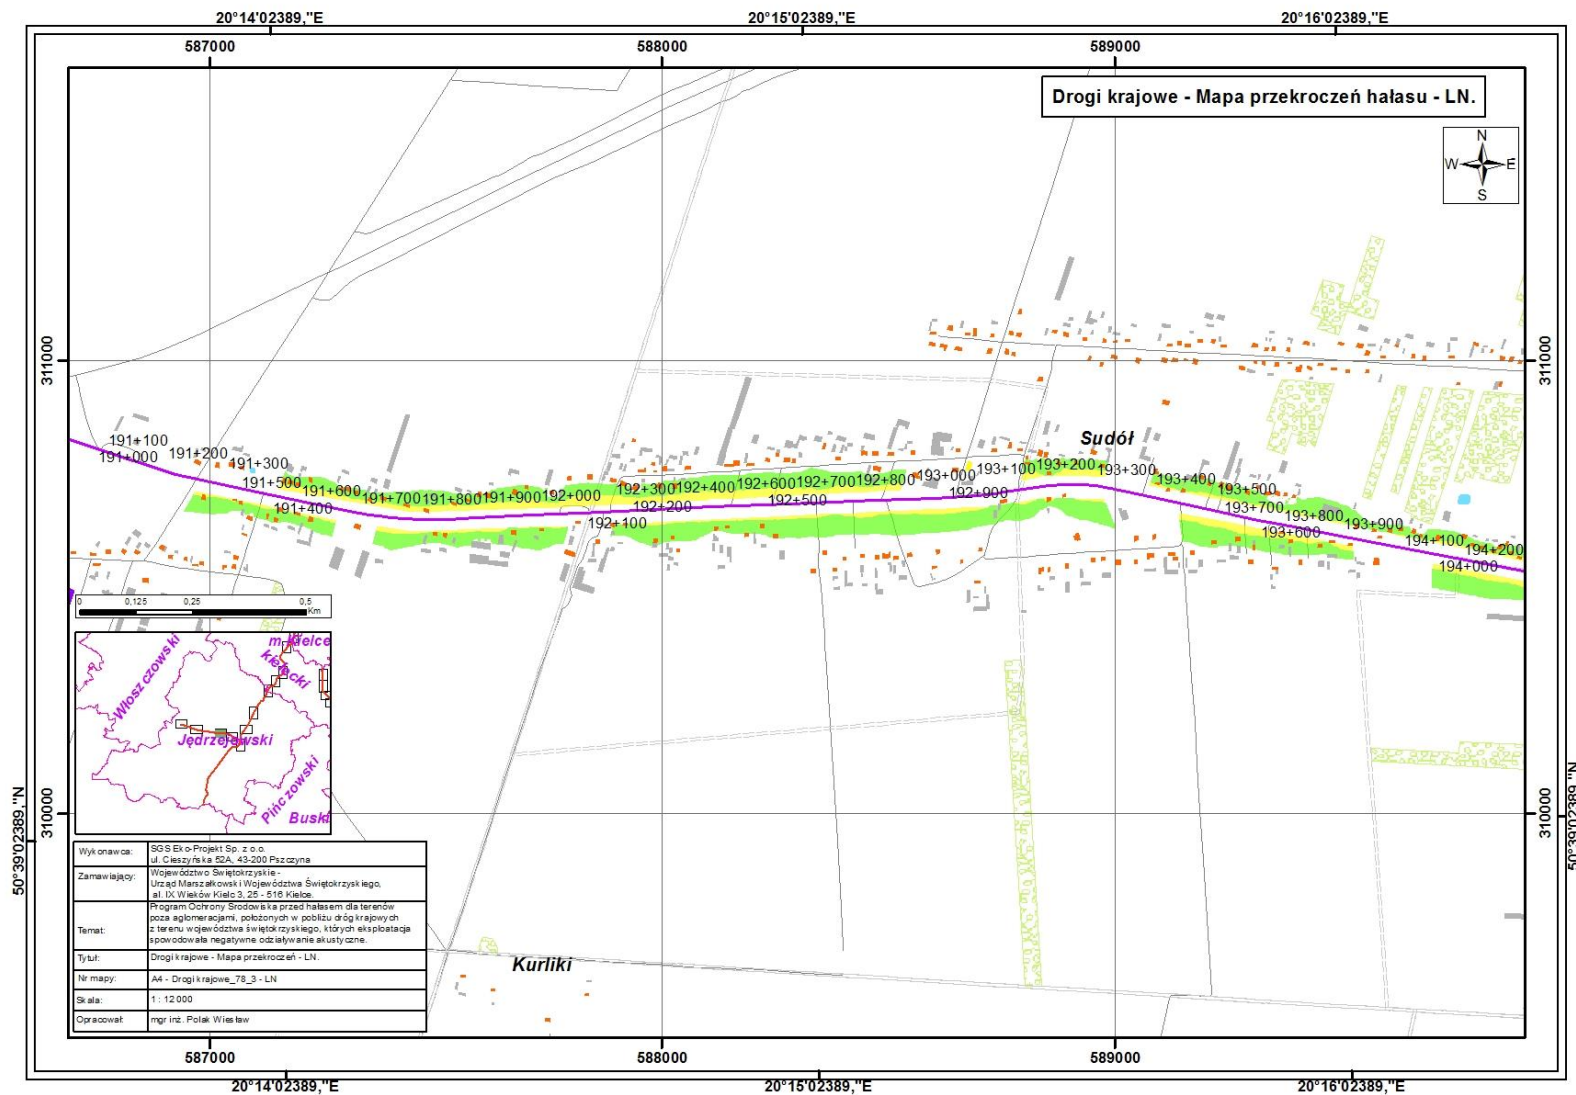 20°14'02389,"E 20°15'02389,"E 20°16'02389,"E
587000 588000 589000
Drogi krajowe - Mapa przekroczeń hałasu - LN.
N
W E
S
311000 311000
Sudół
191+100
191+000
191+200
191+300
191+500
191+600
191+400
191+700
191+800
191+900
192+000
192+100
192+300
192+200
192+400
192+600
192+500
192+700
192+800
193+000
192+900
193+100
193+200
193+300
193+400
193+500
193+700
193+600
193+800
193+900
194+100
194+000
194+200
0 0,125 0,25 0,5
Km
m. Kielce
kielecki
Włoszczowski
Jędrzejowski
Pińczowski
Buski
310000 310000
50°39'02389,"N 50°39'02389,"N
Wykonawca: SGS Eko-Projekt Sp. z o.o.
ul. Cieszyńska 52A, 43-200 Pszczyna
Zamawiający: Województwo Świętokrzyskie -
Urząd Marszałkowski Województwa Świętokrzyskiego,
al. IX Wieków Kielc 3, 25 - 516 Kielce.
Temat: Program Ochrony Środowiska przed hałasem dla terenów
poza aglomeracjami, położonych w pobliżu dróg krajowych
z terenu województwa świętokrzyskiego, których eksploatacja
spowodowała negatywne odziaływanie akustyczne.
Tytuł: Drogi krajowe - Mapa przekroczeń - LN.
Nr mapy: A4 - Drogi krajowe_78_3 - LN
Skala: 1 : 12 000
Opracował: mgr inż. Polak Wiesław
Kurliki
587000 588000 589000
20°14'02389,"E 20°15'02389,"E 20°16'02389,"E